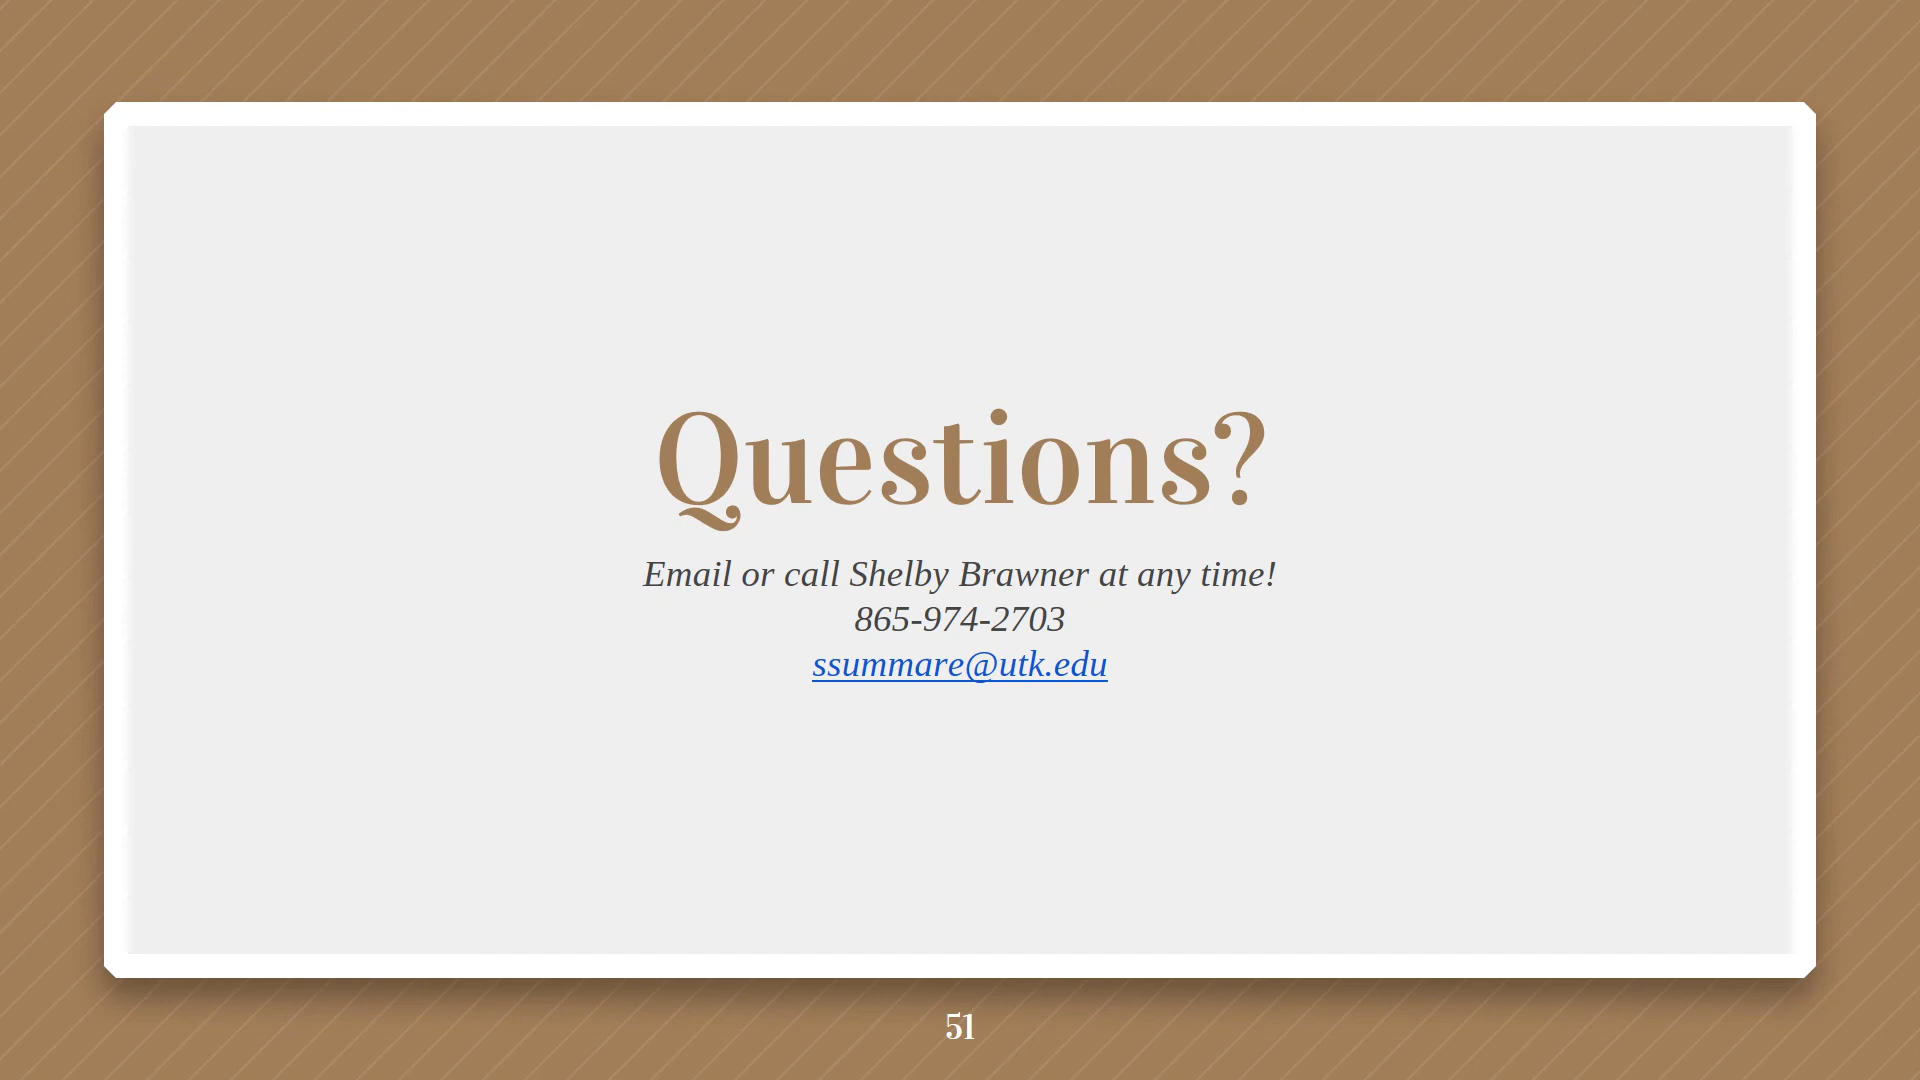 Questions?
Email or call Shelby Brawner at any time!
865-974-2703
ssummare@utk.edu
51